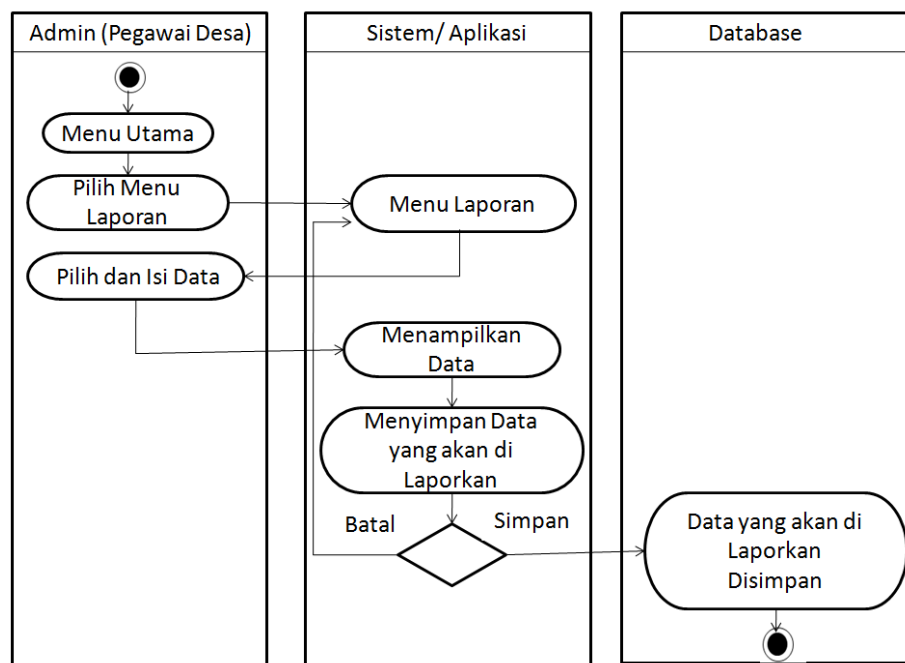 Admin (Pegawai Desa)
Sistem/ Aplikasi
Database
Menu Utama
Pilih Menu
Laporan
Menu Laporan
Pilih dan Isi Data
Menampilkan
Data
Menyimpan Data
yang akan di
Laporkan
Batal
Simpan
Data yang akan di
Laporkan
Disimpan